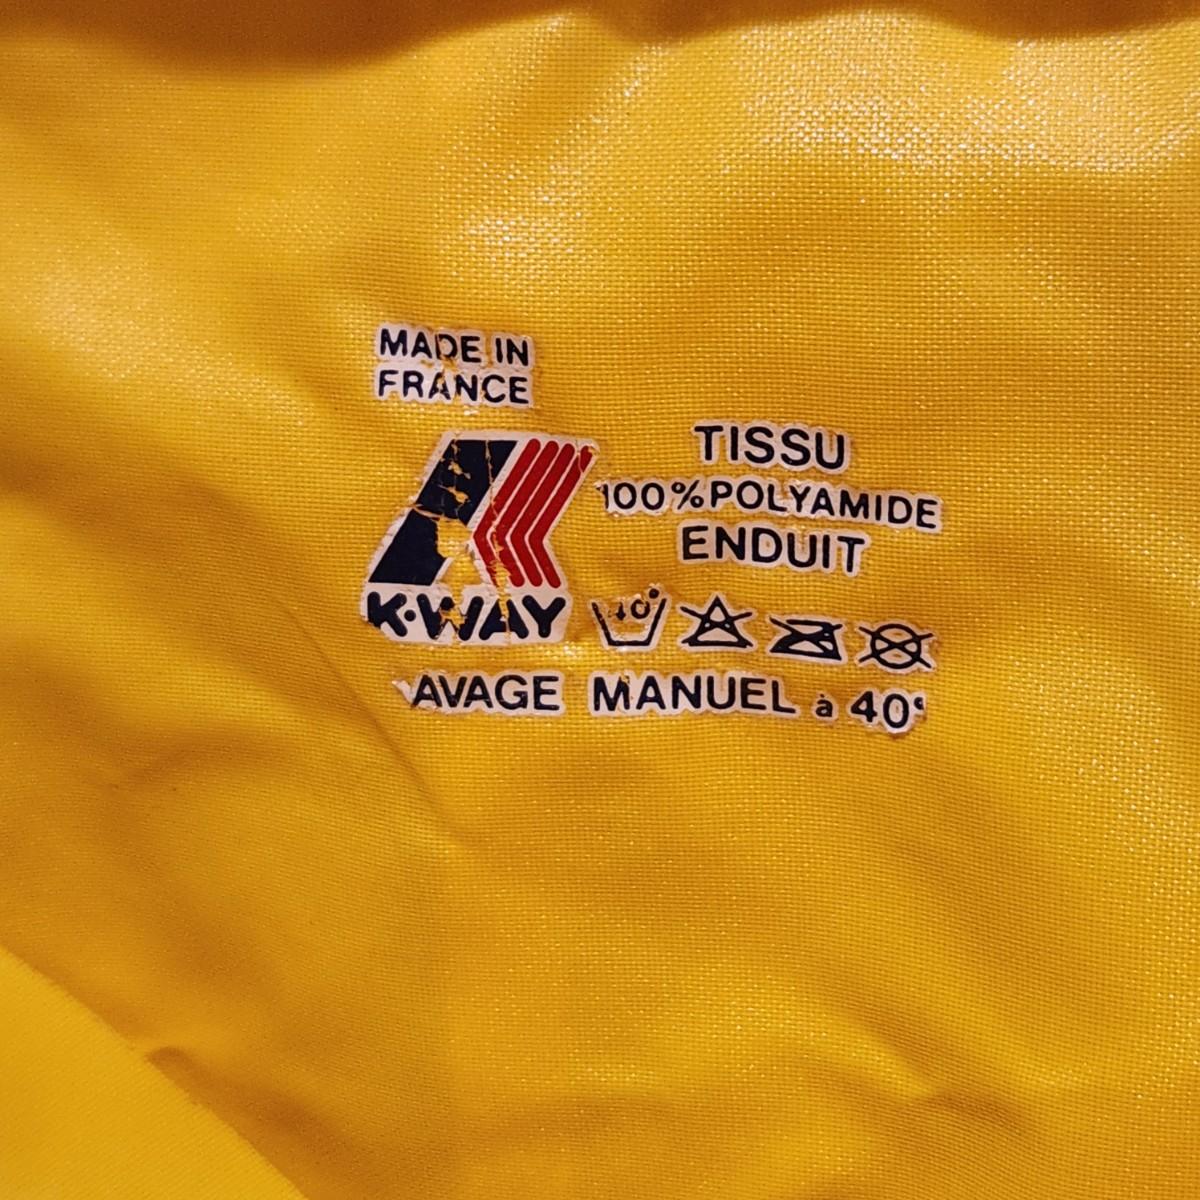 MADE IN
FRANCE
TISSU
100%POLYAMIDE
ENDUIT
K·WAY
40°
AVAGE MANUEL à 40°